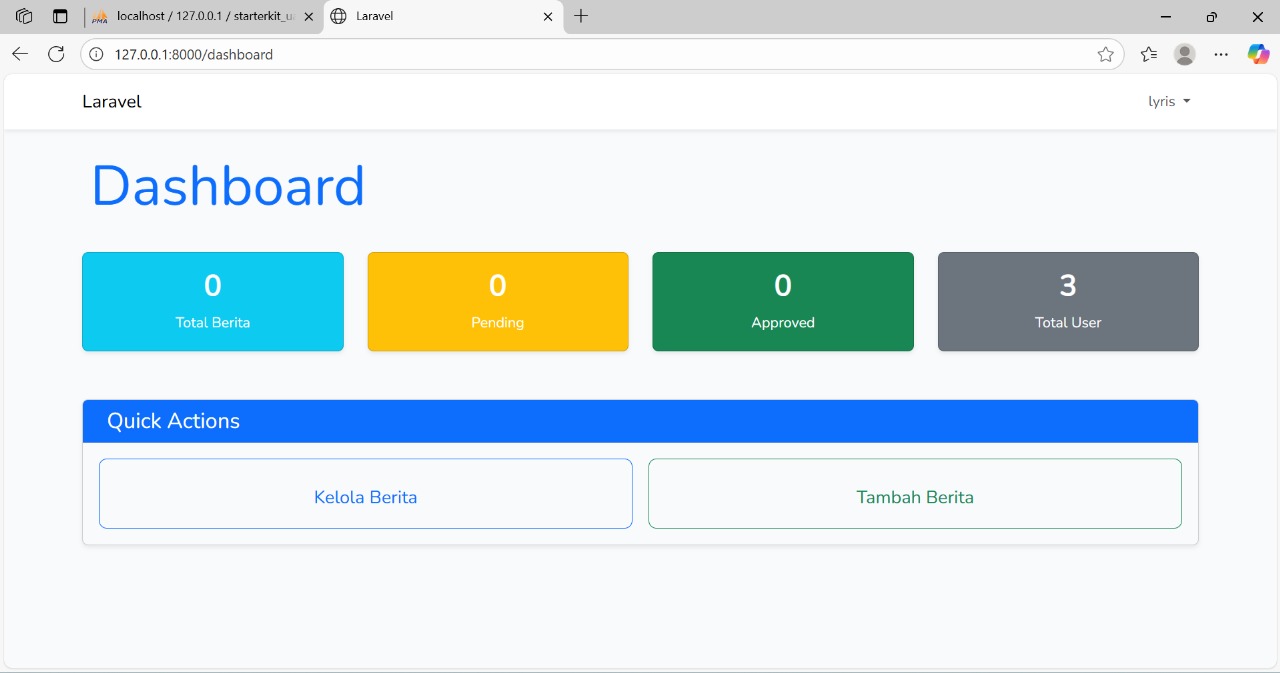 localhost / 127.0.0.1 / starterkit_u
Laravel
127.0.0.1:8000/dashboard
Laravel
lyris
Dashboard
0
Total Berita
0
Pending
0
Approved
3
Total User
Quick Actions
Kelola Berita
Tambah Berita